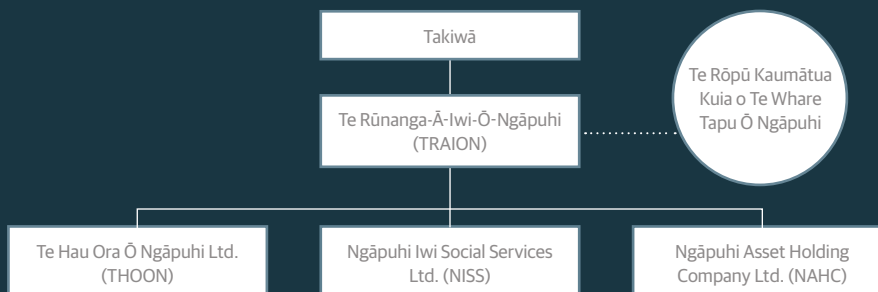 Takiwā
Te Rūnanga-Ā-Iwi-Ō-Ngāpuhi
(TRAION)
Te Rōpū Kaumātua
Kuia o Te Whare
Tapu Ō Ngāpuhi
Te Hau Ora Ō Ngāpuhi Ltd.
(THOON)
Ngāpuhi Iwi Social Services
Ltd. (NISS)
Ngāpuhi Asset Holding
Company Ltd. (NAHC)